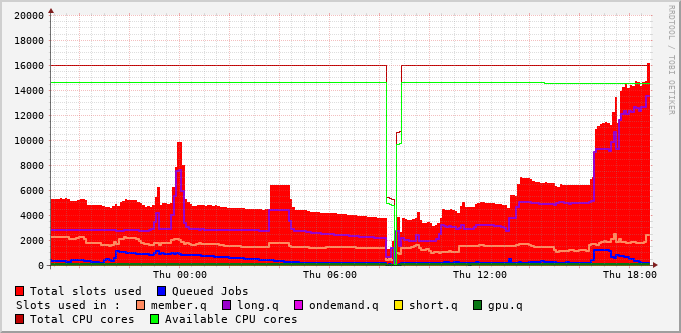 20000
18000
16000
14000
12000
10000
8000
6000
4000
2000
0
Thu 00:00 Thu 06:00 Thu 12:00 Thu 18:00
RRDTOOL / TOBI OETIKER
Total slots used Queued Jobs
Slots used in : member.q long.q ondemand.q short.q gpu.q
Total CPU cores Available CPU cores